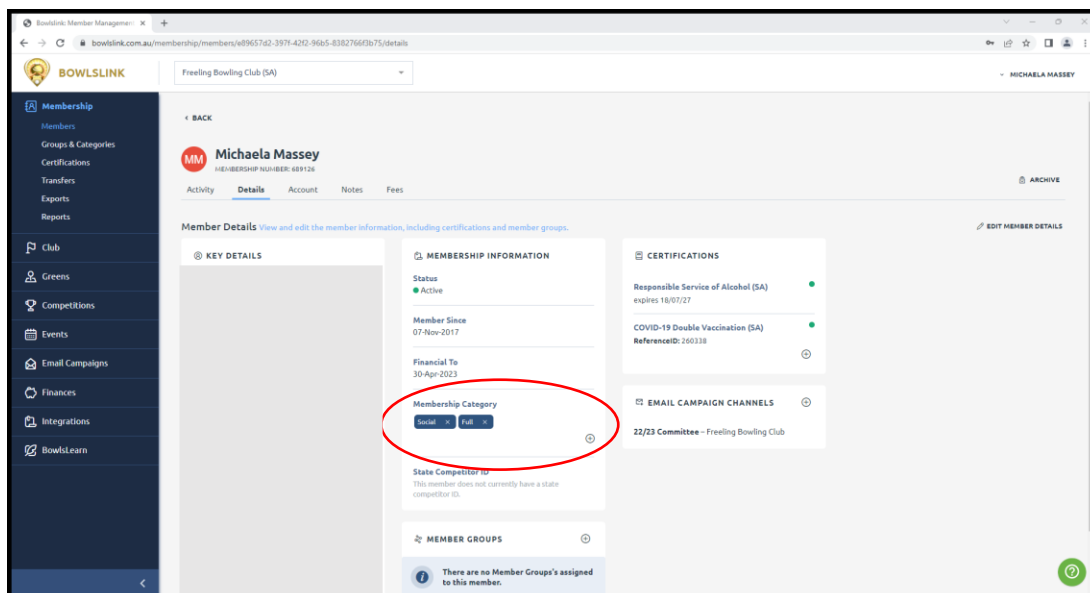 Bowlslink: Member Managemen
bowlslink.com.au/membership/members/e89657d2-397f-42f2-96b5-8382766f3b75/details
BOWLSLINK
Freeling Bowling Club (SA)
MICHAELA MASSEY
Membership
Members
Groups & Categories
Certifications
Transfers
Exports
Reports
Club
Greens
Competitions
Events
Email Campaigns
Finances
Integrations
BowlsLearn
BACK
MM
Michaela Massey
MEMBERSHIP NUMBER: 689126
Activity Details Account Notes Fees
ARCHIVE
Member Details View and edit the member information, including certifications and member groups.
EDIT MEMBER DETAILS
KEY DETAILS
MEMBERSHIP INFORMATION
Status
Active
Member Since
07-Nov-2017
Financial To
30-Apr-2023
Membership Category
Social × Full ×
State Competitor ID
This member does not currently have a state
competitor ID.
MEMBER GROUPS
There are no Member Groups's assigned
to this member.
CERTIFICATIONS
Responsible Service of Alcohol (SA)
expires 18/07/27
COVID-19 Double Vaccination (SA)
ReferenceID: 260338
EMAIL CAMPAIGN CHANNELS
22/23 Committee – Freeling Bowling Club